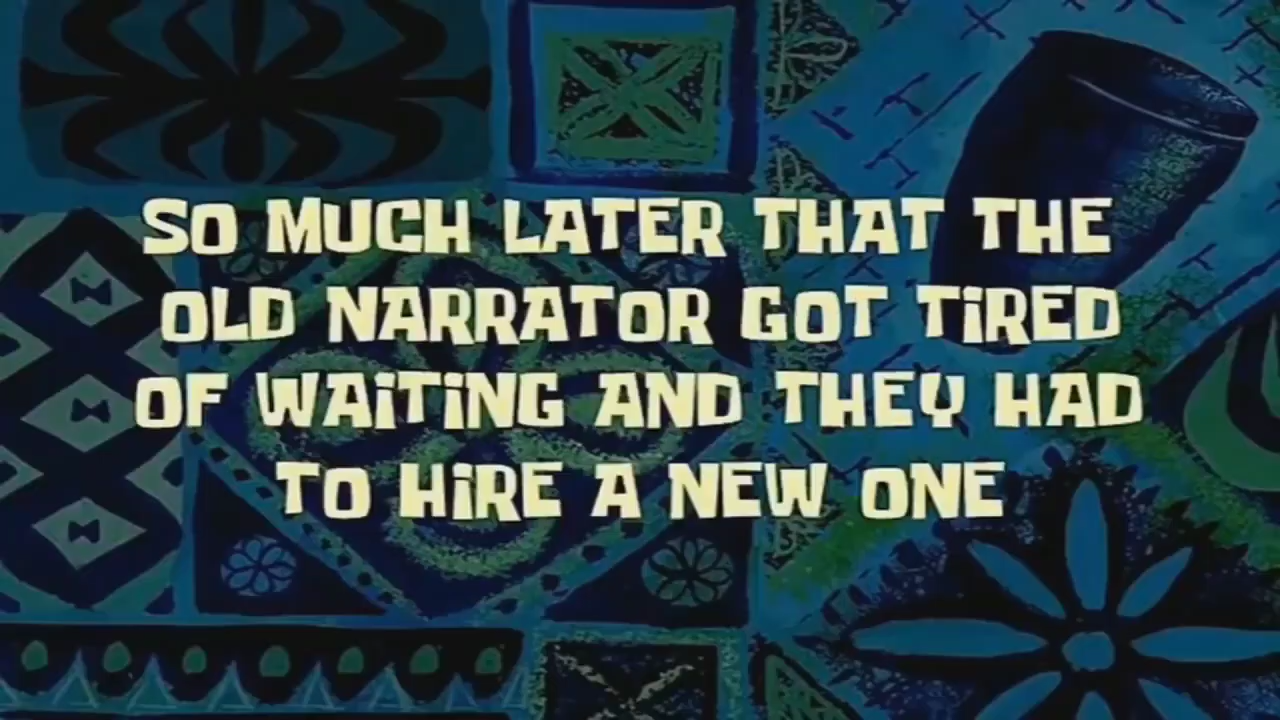 SO MUCH LATER THAT THE
OLD NARRATOR GOT TiRED
OF WAiTiNG AND THEY HAD
TO HiRE A NEW ONE